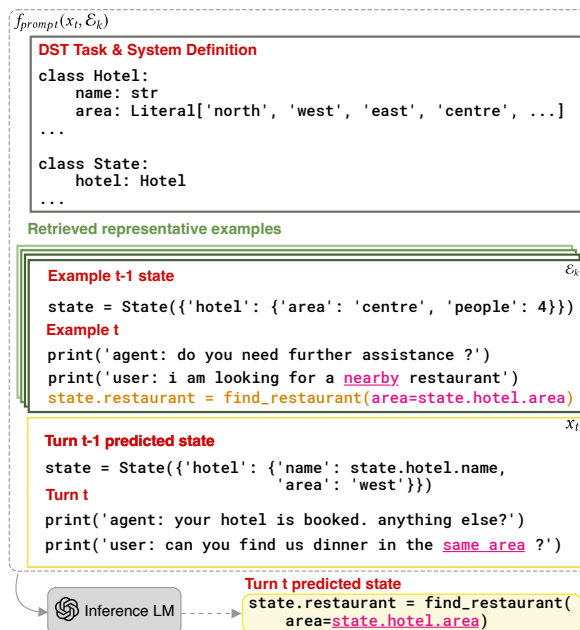 f_prompt(x_t, ℰ_k)
DST Task & System Definition
class Hotel:
    name: str
    area: Literal['north', 'west', 'east', 'centre', ...]
...
class State:
    hotel: Hotel
...
Retrieved representative examples
ℰ_k
Example t-1 state
state = State({'hotel': {'area': 'centre', 'people': 4}})
Example t
print('agent: do you need further assistance ?')
print('user: i am looking for a nearby restaurant')
state.restaurant = find_restaurant(area=state.hotel.area)
x_t
Turn t-1 predicted state
state = State({'hotel': {'name': state.hotel.name,
                         'area': 'west'}})
Turn t
print('agent: your hotel is booked. anything else?')
print('user: can you find us dinner in the same area ?')
Turn t predicted state
Inference LM
state.restaurant = find_restaurant(
    area=state.hotel.area)